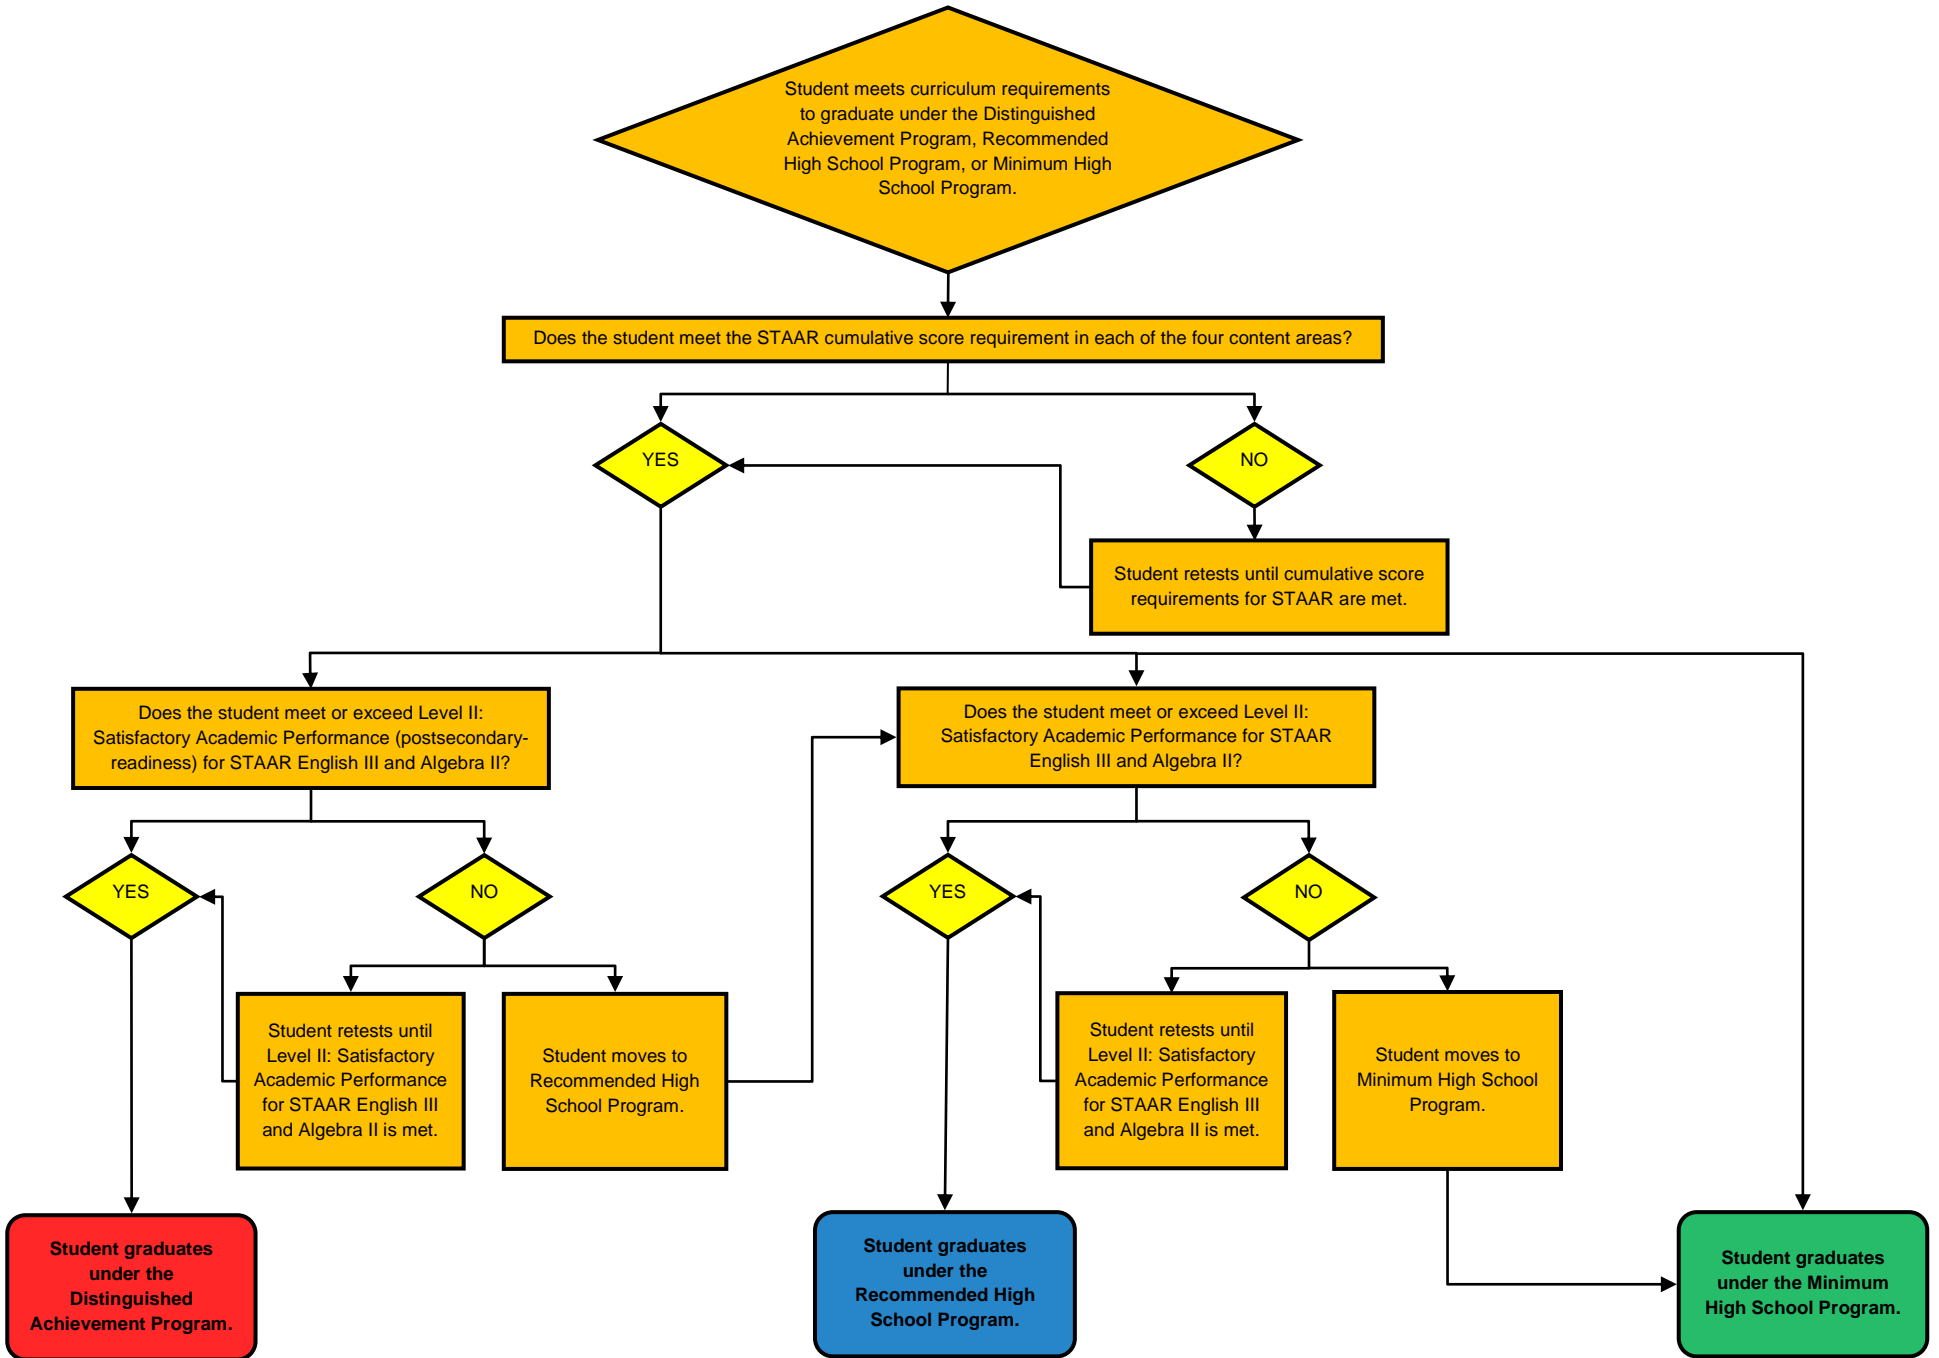 Student meets curriculum requirements
to graduate under the Distinguished
Achievement Program, Recommended
High School Program, or Minimum High
School Program.
Does the student meet the STAAR cumulative score requirement in each of the four content areas?
YES
NO
Student retests until cumulative score
requirements for STAAR are met.
Does the student meet or exceed Level II:
Satisfactory Academic Performance (postsecondary-
readiness) for STAAR English III and Algebra II?
Does the student meet or exceed Level II:
Satisfactory Academic Performance for STAAR
English III and Algebra II?
YES
NO
YES
NO
Student retests until
Level II: Satisfactory
Academic Performance
for STAAR English III
and Algebra II is met.
Student moves to
Recommended High
School Program.
Student retests until
Level II: Satisfactory
Academic Performance
for STAAR English III
and Algebra II is met.
Student moves to
Minimum High School
Program.
Student graduates
under the
Distinguished
Achievement Program.
Student graduates
under the
Recommended High
School Program.
Student graduates
under the Minimum
High School Program.